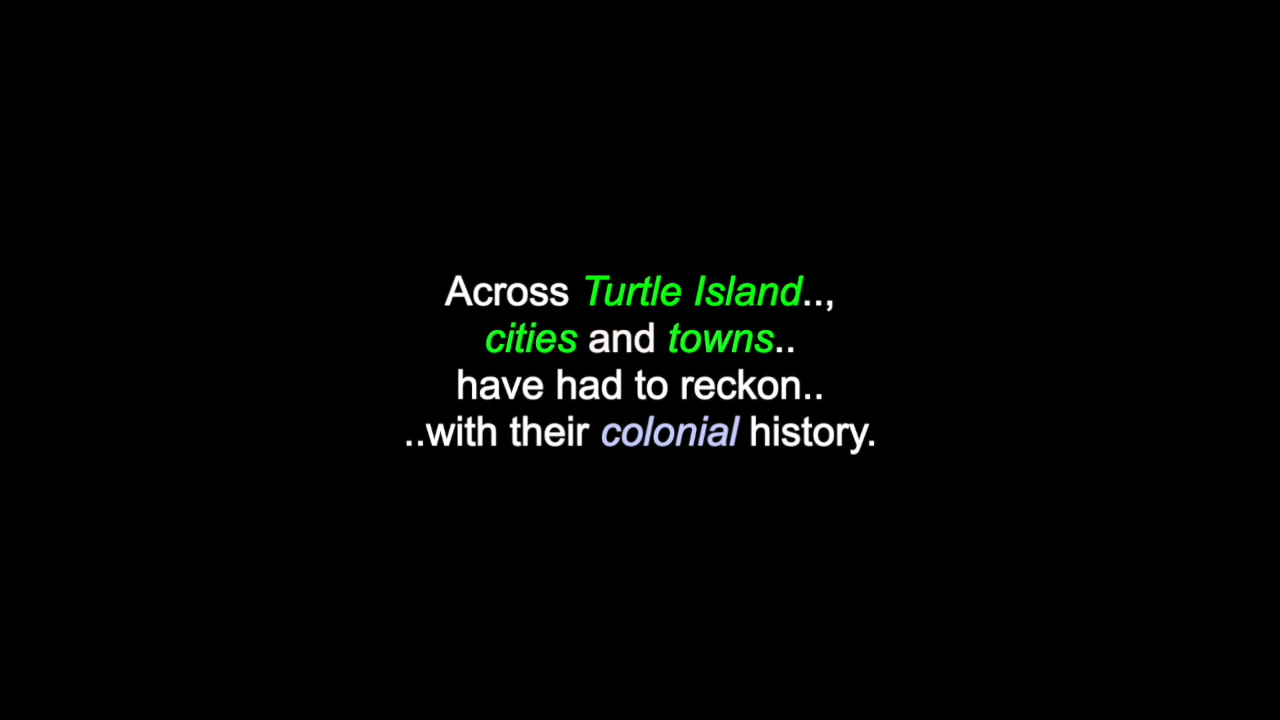 Across Turtle Island..,
cities and towns..
have had to reckon..
..with their colonial history.